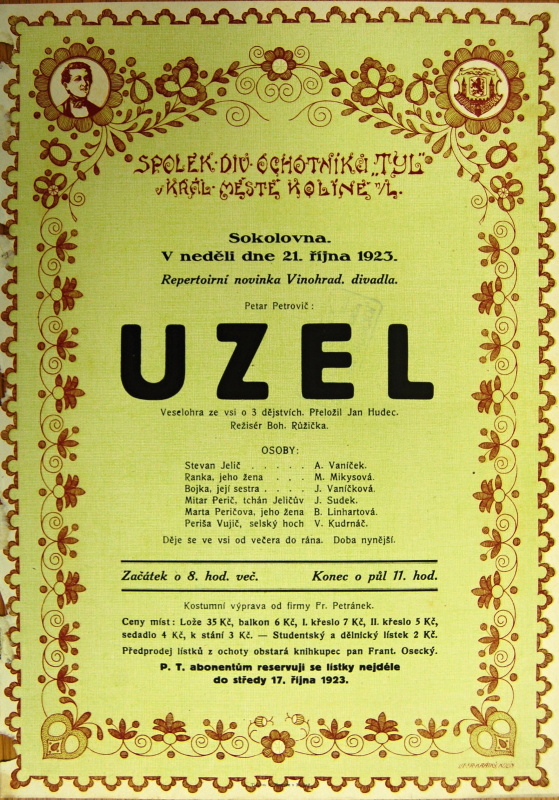 SPOLEK·DIV·OCHOTNÍKŮ „TYL“
v KRÁL·MĚSTĚ KOLÍNĚ n/L.
Sokolovna.
V neděli dne 21. října 1923.
Repertoirní novinka Vinohrad. divadla.
Petar Petrovič:
UZEL
Veselohra ze vsi o 3 dějstvích. Přeložil Jan Hudec.
Režisér Boh. Růžička.
OSOBY:
Stevan Jelič . . . . . A. Vaníček.
Ranka, jeho žena . . . M. Mikysová.
Bojka, její sestra . . . . J. Vaníčková.
Mitar Perič, tchán Jeličův J. Sudek.
Marta Peričova, jeho žena B. Linhartová.
Periša Vujič, selský hoch V. Kudrnáč.
Děje se ve vsi od večera do rána. Doba nynější.
Začátek o 8. hod. več. Konec o půl 11. hod.
Kostumní výprava od firmy Fr. Petránek.
Ceny míst: Lože 35 Kč, balkon 6 Kč, I. křeslo 7 Kč, II. křeslo 5 Kč,
sedadlo 4 Kč, k stání 3 Kč. — Studentský a dělnický lístek 2 Kč.
Předprodej lístků z ochoty obstará knihkupec pan Frant. Osecký.
P. T. abonentům reservují se lístky nejdéle
do středy 17. října 1923.